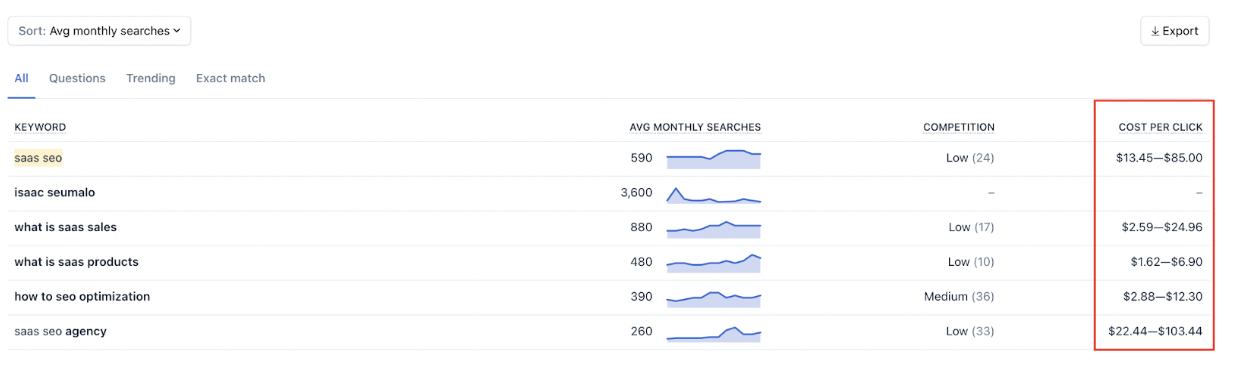 Sort: Avg monthly searches
Export
All Questions Trending Exact match
KEYWORD AVG MONTHLY SEARCHES COMPETITION COST PER CLICK
saas seo 590 Low (24) $13.45—$85.00
isaac seumalo 3,600 – –
what is saas sales 880 Low (17) $2.59—$24.96
what is saas products 480 Low (10) $1.62—$6.90
how to seo optimization 390 Medium (36) $2.88—$12.30
saas seo agency 260 Low (33) $22.44—$103.44